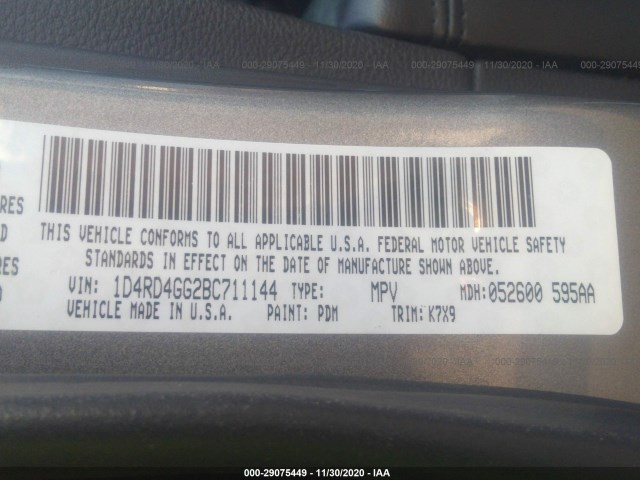 000-29075449 - 11/30/2020 - IAA
RES
D
RES
THIS VEHICLE CONFORMS TO ALL APPLICABLE U.S.A. FEDERAL MOTOR VEHICLE SAFETY
STANDARDS IN EFFECT ON THE DATE OF MANUFACTURE SHOWN ABOVE.
VIN: 1D4RD4GG2BC711144 TYPE: MPV MDH: 052600 595AA
VEHICLE MADE IN U.S.A. PAINT: PDM TRIM: K7X9
000-29075449 - 11/30/2020 - IAA